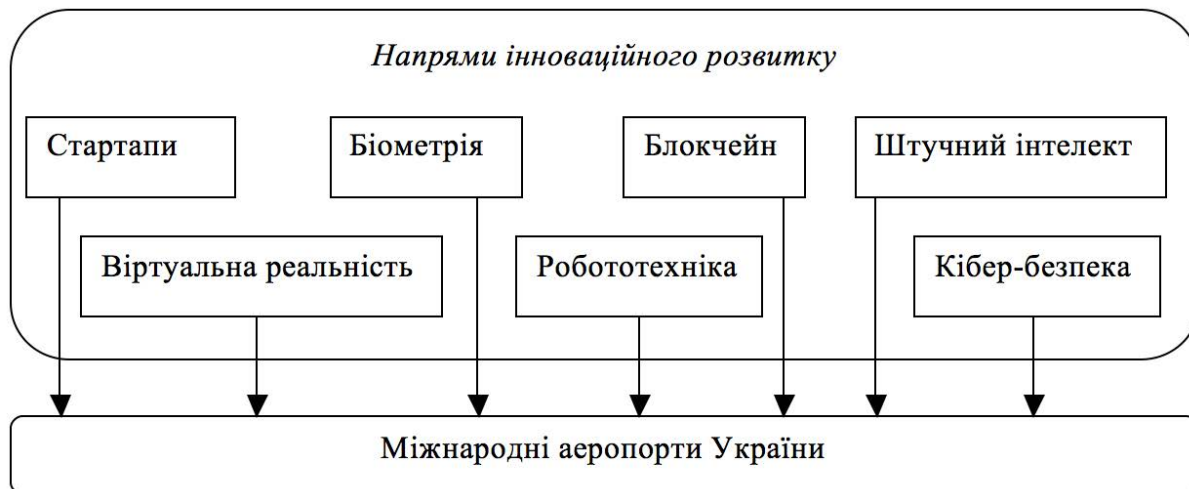 Напрями інноваційного розвитку
Стартапи
Біометрія
Блокчейн
Штучний інтелект
Віртуальна реальність
Робототехніка
Кібер-безпека
Міжнародні аеропорти України